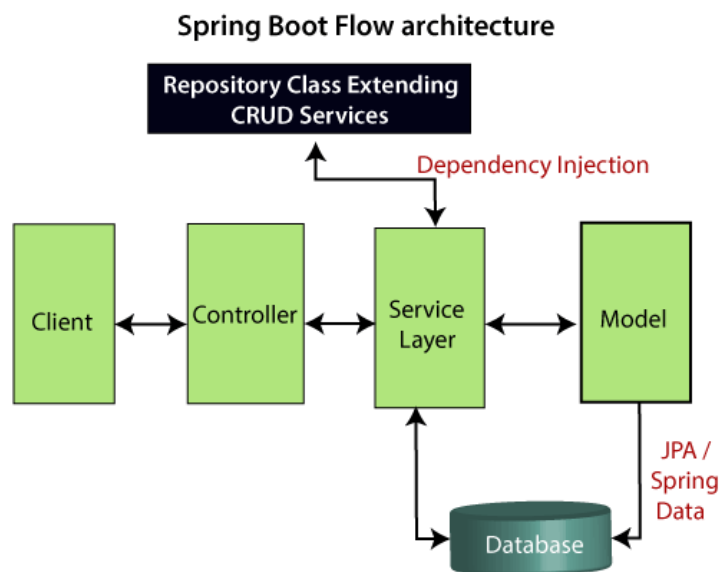 Spring Boot Flow architecture
Repository Class Extending
CRUD Services
Dependency Injection
Client
Controller
Service
Layer
Model
JPA /
Spring
Data
Database